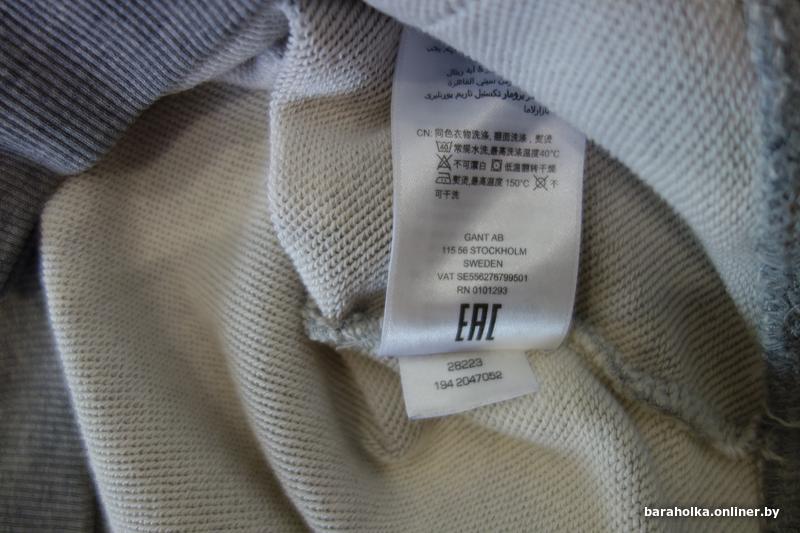 CN: 同色衣物洗涤, 翻面洗涤, 熨烫
40 常规水洗,最高洗涤温度40°C
不可漂白 低温翻转干燥
熨烫,最高温度 150°C 不
可干洗
GANT AB
115 56 STOCKHOLM
SWEDEN
VAT SE556276799501
RN 0101293
EAC
28223
194 2047052
baraholka.onliner.by